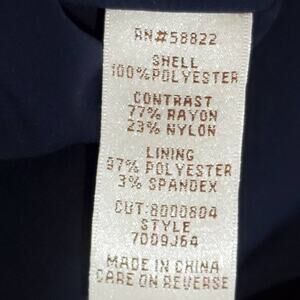 RN#58822
SHELL
100%POLYESTER
CONTRAST
77% RAYON
23% NYLON
LINING
97% POLYESTER
3% SPANDEX
CUT:8000804
STYLE
7009J64
MADE IN CHINA
CARE ON REVERSE